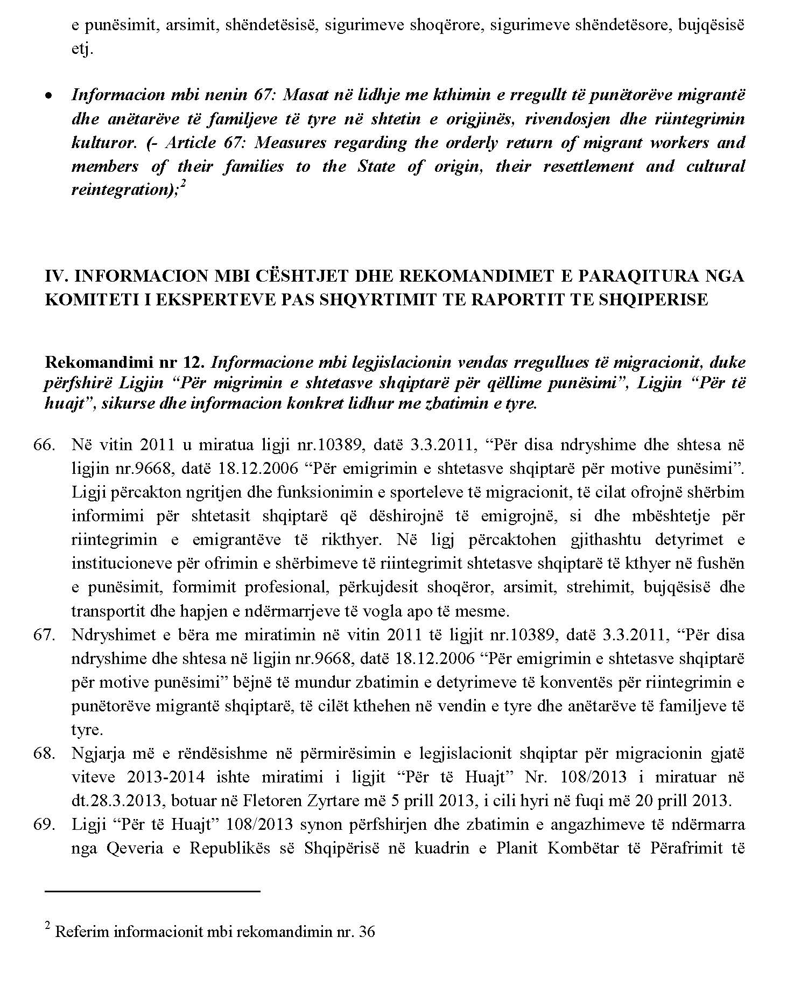 e punësimit, arsimit, shëndetësisë, sigurimeve shoqërore, sigurimeve shëndetësore, bujqësisë
etj.
• Informacion mbi nenin 67: Masat në lidhje me kthimin e rregullt të punëtorëve migrantë
dhe anëtarëve të familjeve të tyre në shtetin e origjinës, rivendosjen dhe riintegrimin
kulturor. (- Article 67: Measures regarding the orderly return of migrant workers and
members of their families to the State of origin, their resettlement and cultural
reintegration);2
IV. INFORMACION MBI CËSHTJET DHE REKOMANDIMET E PARAQITURA NGA
KOMITETI I EKSPERTEVE PAS SHQYRTIMIT TE RAPORTIT TE SHQIPERISE
Rekomandimi nr 12. Informacione mbi legjislacionin vendas rregullues të migracionit, duke
përfshirë Ligjin “Për migrimin e shtetasve shqiptarë për qëllime punësimi”, Ligjin “Për të
huajt”, sikurse dhe informacion konkret lidhur me zbatimin e tyre.
66. Në vitin 2011 u miratua ligji nr.10389, datë 3.3.2011, “Për disa ndryshime dhe shtesa në
ligjin nr.9668, datë 18.12.2006 “Për emigrimin e shtetasve shqiptarë për motive punësimi”.
Ligji përcakton ngritjen dhe funksionimin e sporteleve të migracionit, të cilat ofrojnë shërbim
informimi për shtetasit shqiptarë që dëshirojnë të emigrojnë, si dhe mbështetje për
riintegrimin e emigrantëve të rikthyer. Në ligj përcaktohen gjithashtu detyrimet e
institucioneve për ofrimin e shërbimeve të riintegrimit shtetasve shqiptarë të kthyer në fushën
e punësimit, formimit profesional, përkujdesit shoqëror, arsimit, strehimit, bujqësisë dhe
transportit dhe hapjen e ndërmarrjeve të vogla apo të mesme.
67. Ndryshimet e bëra me miratimin në vitin 2011 të ligjit nr.10389, datë 3.3.2011, “Për disa
ndryshime dhe shtesa në ligjin nr.9668, datë 18.12.2006 “Për emigrimin e shtetasve shqiptarë
për motive punësimi” bëjnë të mundur zbatimin e detyrimeve të konventës për riintegrimin e
punëtorëve migrantë shqiptarë, të cilët kthehen në vendin e tyre dhe anëtarëve të familjeve të
tyre.
68. Ngjarja më e rëndësishme në përmirësimin e legjislacionit shqiptar për migracionin gjatë
viteve 2013-2014 ishte miratimi i ligjit “Për të Huajt” Nr. 108/2013 i miratuar në
dt.28.3.2013, botuar në Fletoren Zyrtare më 5 prill 2013, i cili hyri në fuqi më 20 prill 2013.
69. Ligji “Për të Huajt” 108/2013 synon përfshirjen dhe zbatimin e angazhimeve të ndërmarra
nga Qeveria e Republikës së Shqipërisë në kuadrin e Planit Kombëtar të Përafrimit të
2 Referim informacionit mbi rekomandimin nr. 36